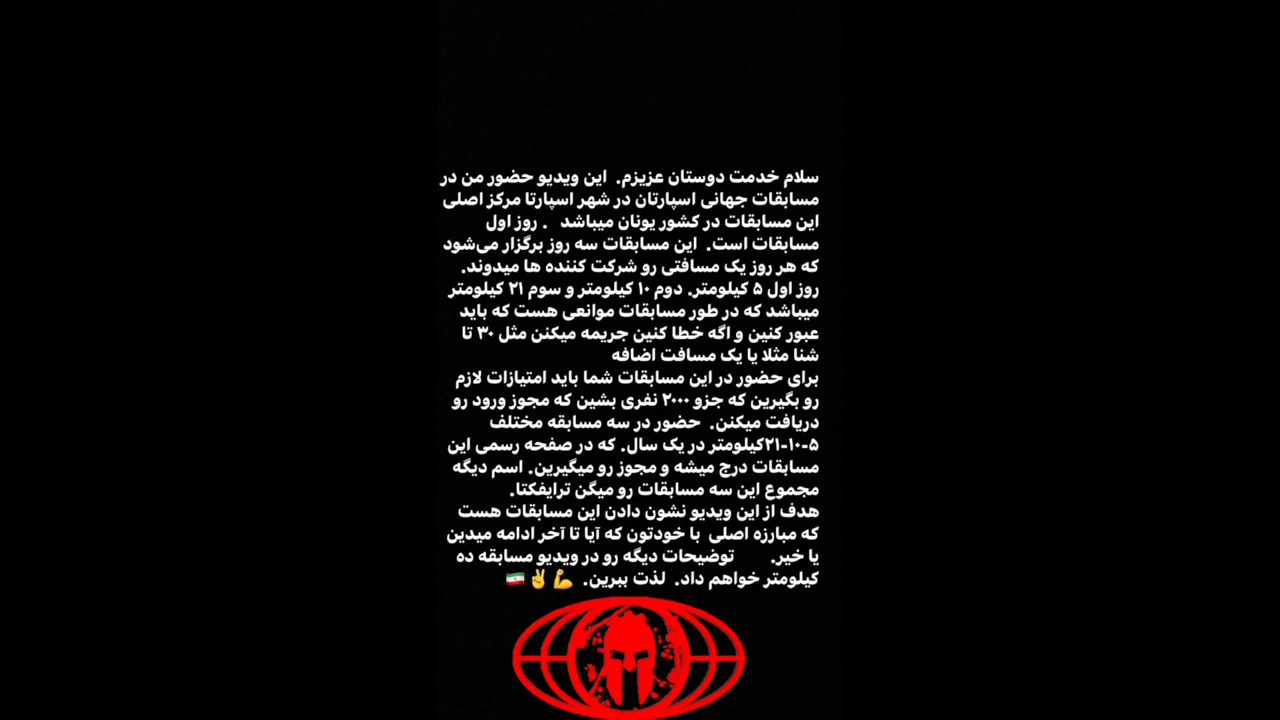 سلام خدمت دوستان عزیزم. این ویدیو حضور من در
مسابقات جهانی اسپارتان در شهر اسپارتا مرکز اصلی
این مسابقات در کشور یونان میباشد . روز اول
مسابقات است. این مسابقات سه روز برگزار می‌شود
که هر روز یک مسافتی رو شرکت کننده ها میدوند.
روز اول ۵ کیلومتر. دوم ۱۰ کیلومتر و سوم ۲۱ کیلومتر
میباشد که در طور مسابقات موانعی هست که باید
عبور کنین و اگه خطا کنین جریمه میکنن مثل ۳۰ تا
شنا مثلا یا یک مسافت اضافه
برای حضور در این مسابقات شما باید امتیازات لازم
رو بگیرین که جزو ۲۰۰۰ نفری بشین که مجوز ورود رو
دریافت میکنن. حضور در سه مسابقه مختلف
۵-۱۰-۲۱کیلومتر در یک سال. که در صفحه رسمی این
مسابقات درج میشه و مجوز رو میگیرین. اسم دیگه
مجموع این سه مسابقات رو میگن ترایفکتا.
هدف از این ویدیو نشون دادن این مسابقات هست
که مبارزه اصلی با خودتون که آیا تا آخر ادامه میدین
یا خیر. توضیحات دیگه رو در ویدیو مسابقه ده
کیلومتر خواهم داد. لذت ببرین. 💪✌️🇮🇷